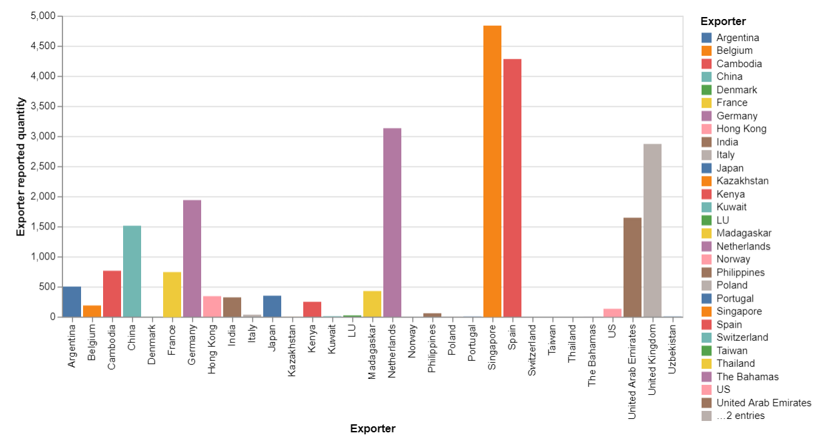 Exporter reported quantity
5,000
4,500
4,000
3,500
3,000
2,500
2,000
1,500
1,000
500
0
Argentina
Belgium
Cambodia
China
Denmark
France
Germany
Hong Kong
India
Italy
Japan
Kazakhstan
Kenya
Kuwait
LU
Madagaskar
Netherlands
Norway
Philippines
Poland
Portugal
Singapore
Spain
Switzerland
Taiwan
Thailand
The Bahamas
US
United Arab Emirates
United Kingdom
Uzbekistan
Exporter
Exporter
Argentina
Belgium
Cambodia
China
Denmark
France
Germany
Hong Kong
India
Italy
Japan
Kazakhstan
Kenya
Kuwait
LU
Madagaskar
Netherlands
Norway
Philippines
Poland
Portugal
Singapore
Spain
Switzerland
Taiwan
Thailand
The Bahamas
US
United Arab Emirates
…2 entries